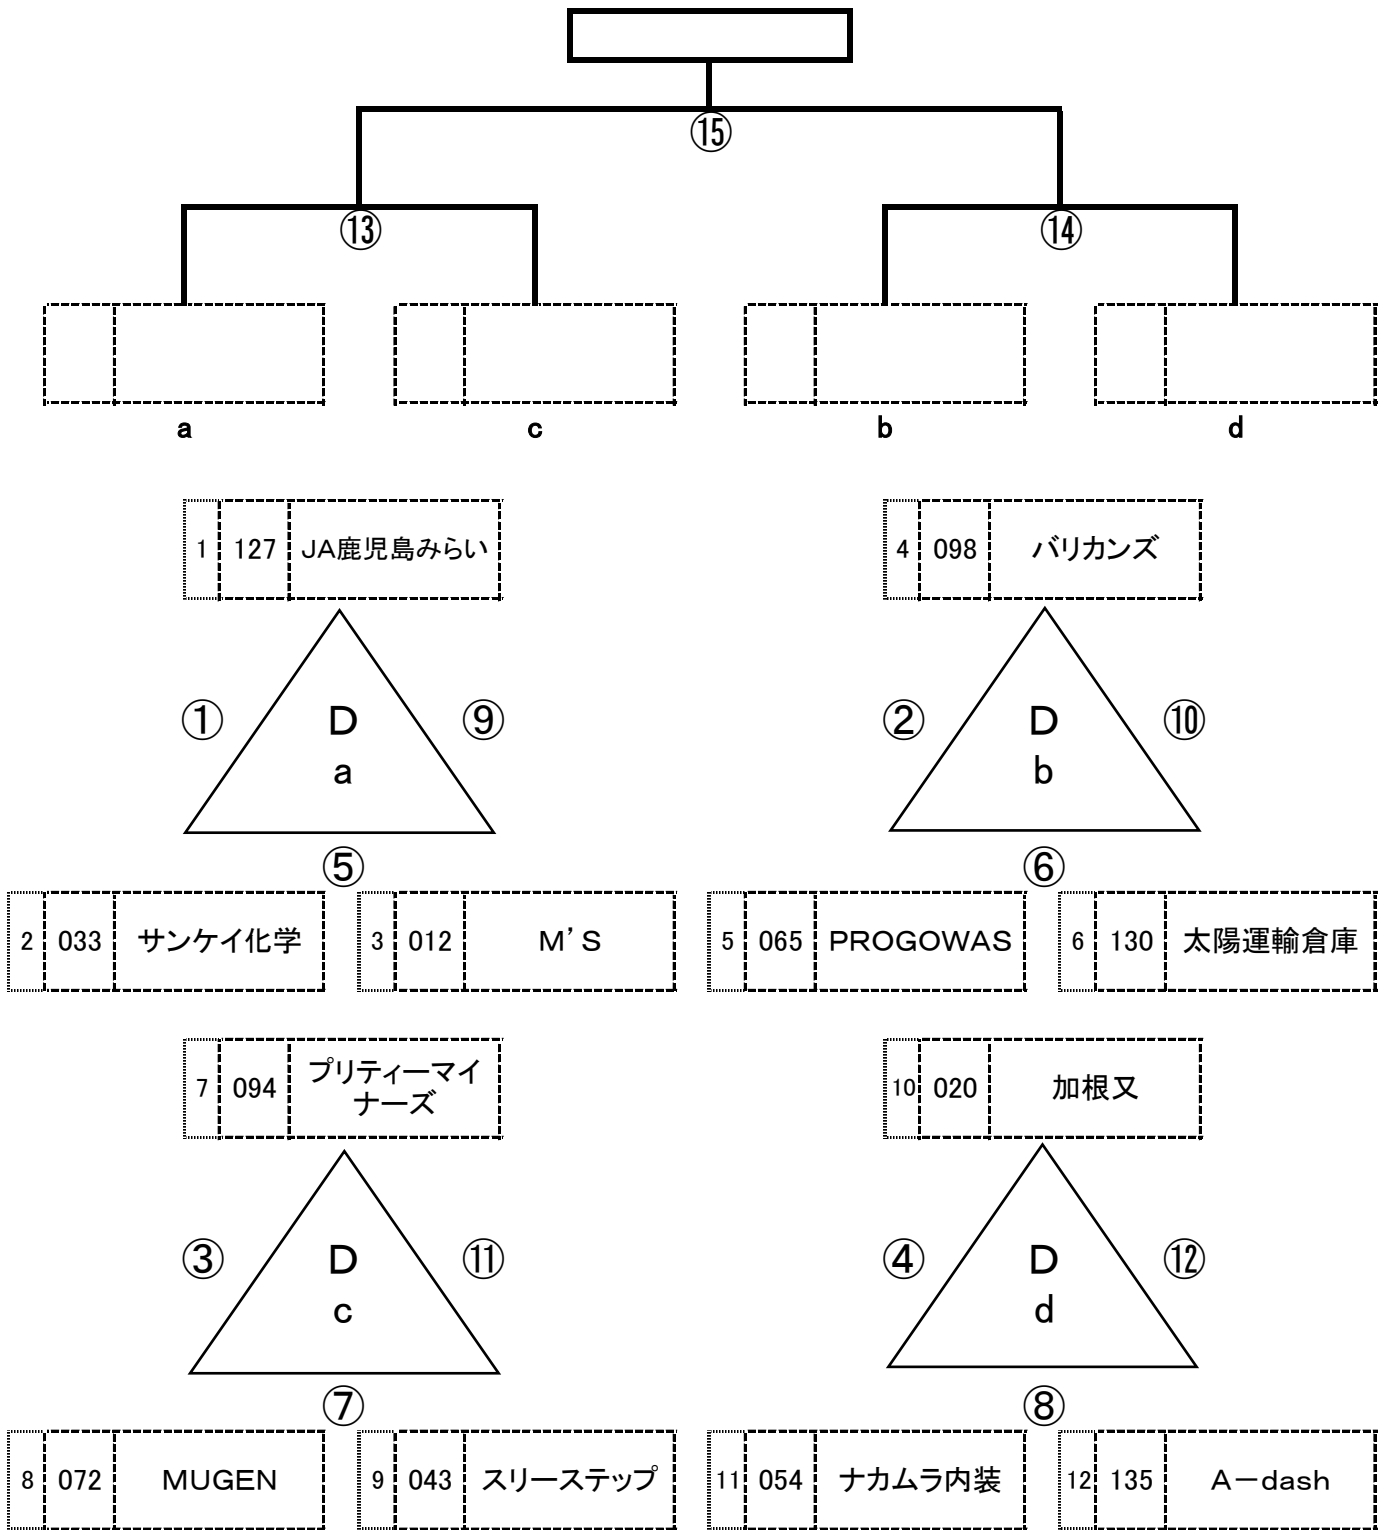 ⑮
⑬ ⑭
a c b d
1 127 JA鹿児島みらい 4 098 バリカンズ
① D ⑨ ② D ⑩
a b
⑤ ⑥
2 033 サンケイ化学 3 012 M’S 5 065 PROGOWAS 6 130 太陽運輸倉庫
7 094 プリティーマイ
ナーズ
10 020 加根又
③ D ⑪ ④ D ⑫
c d
⑦ ⑧
8 072 MUGEN 9 043 スリーステップ 11 054 ナカムラ内装 12 135 A－dash